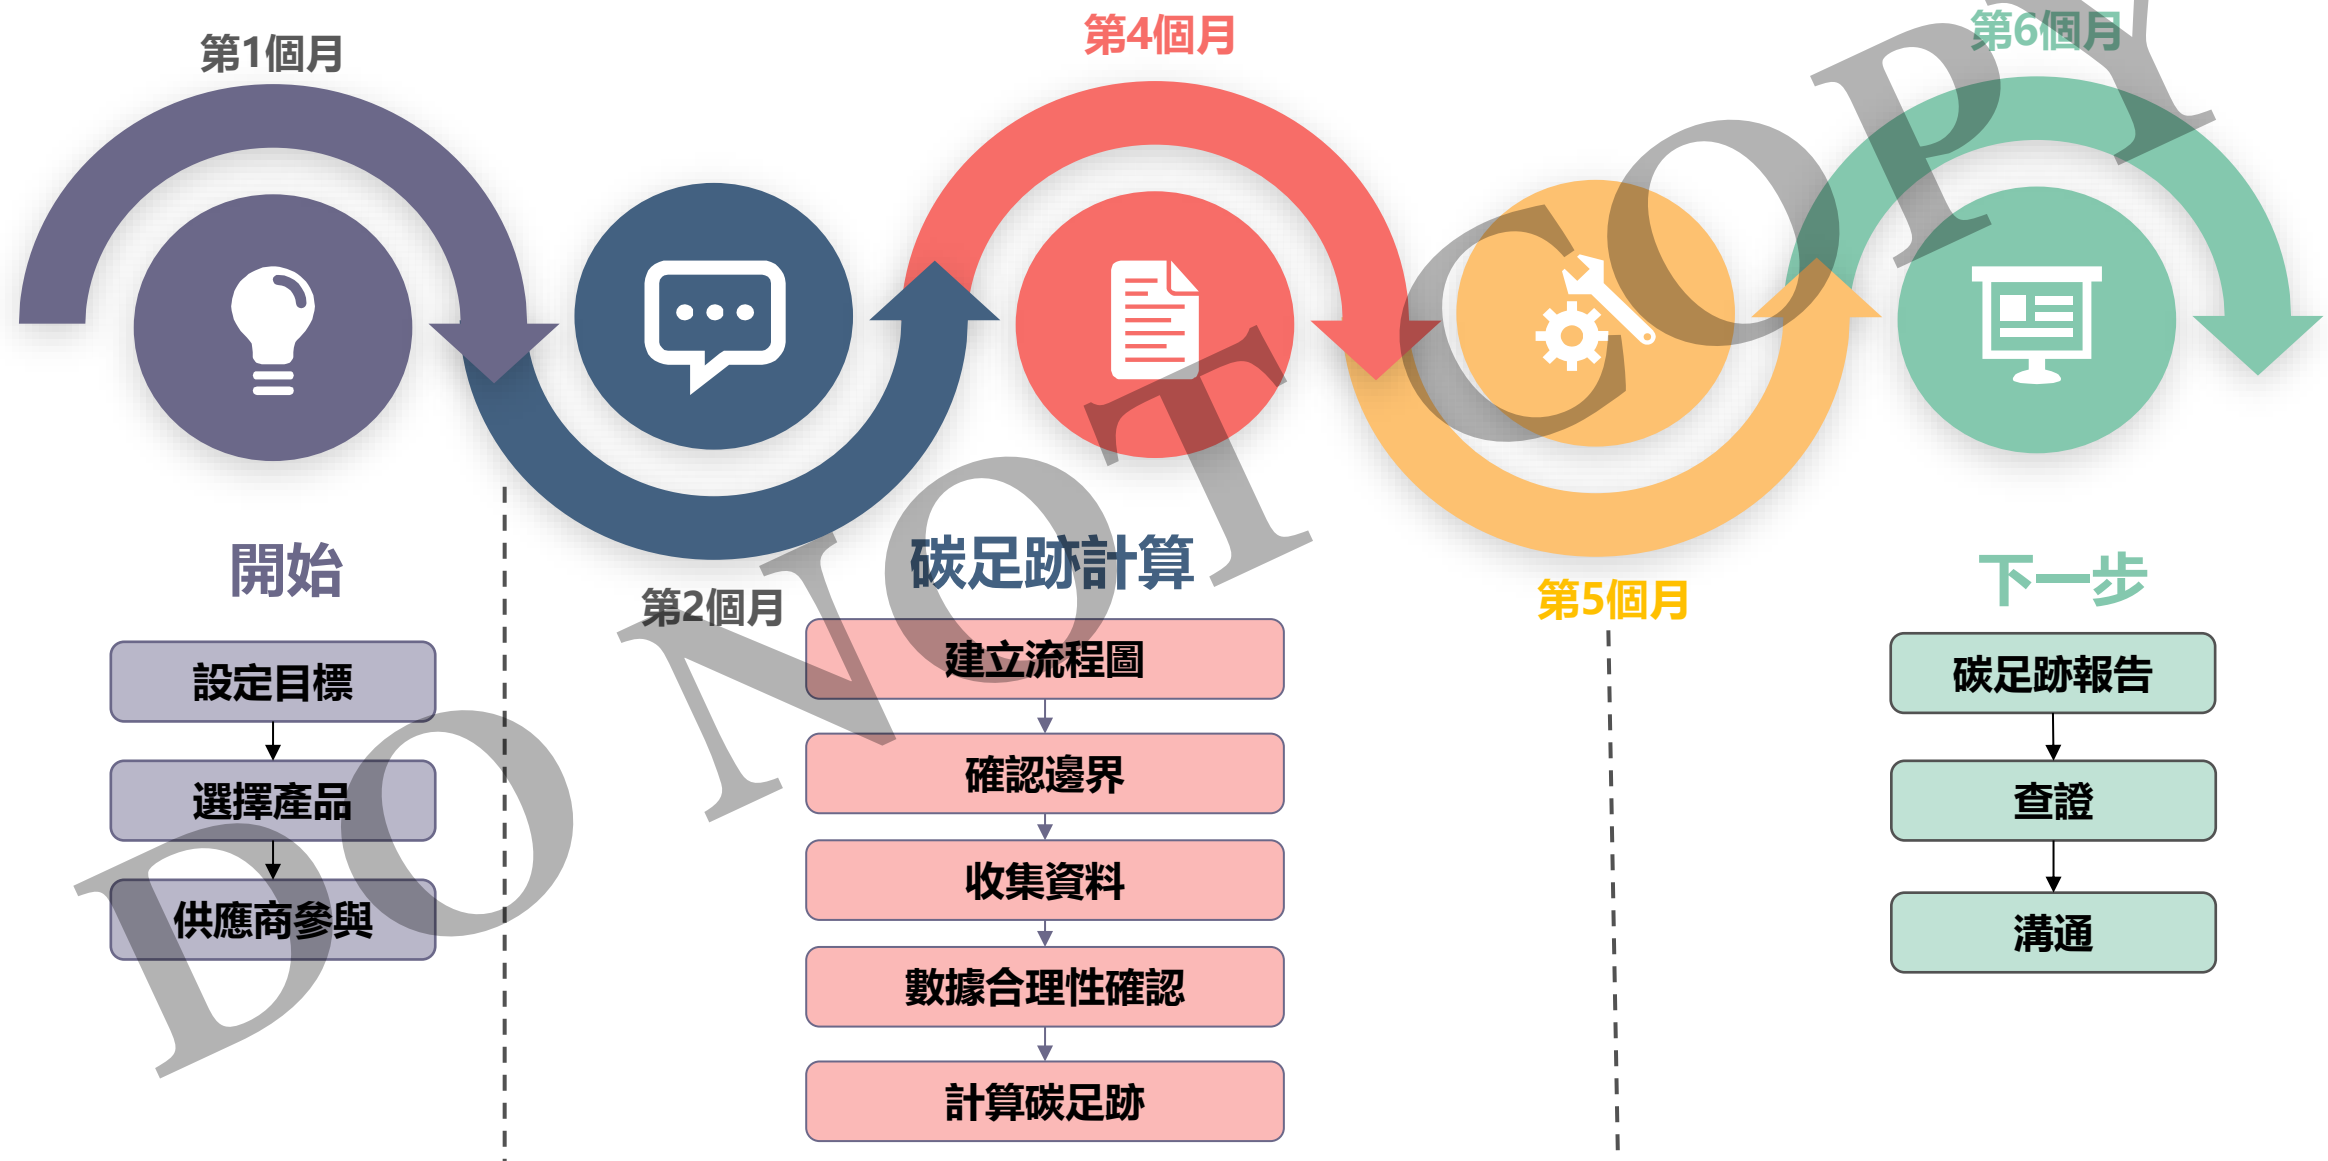 第1個月
第4個月
第6個月
開始
第2個月
碳足跡計算
第5個月
下一步
設定目標
選擇產品
供應商參與
建立流程圖
確認邊界
收集資料
數據合理性確認
計算碳足跡
碳足跡報告
查證
溝通
DO NOT COPY